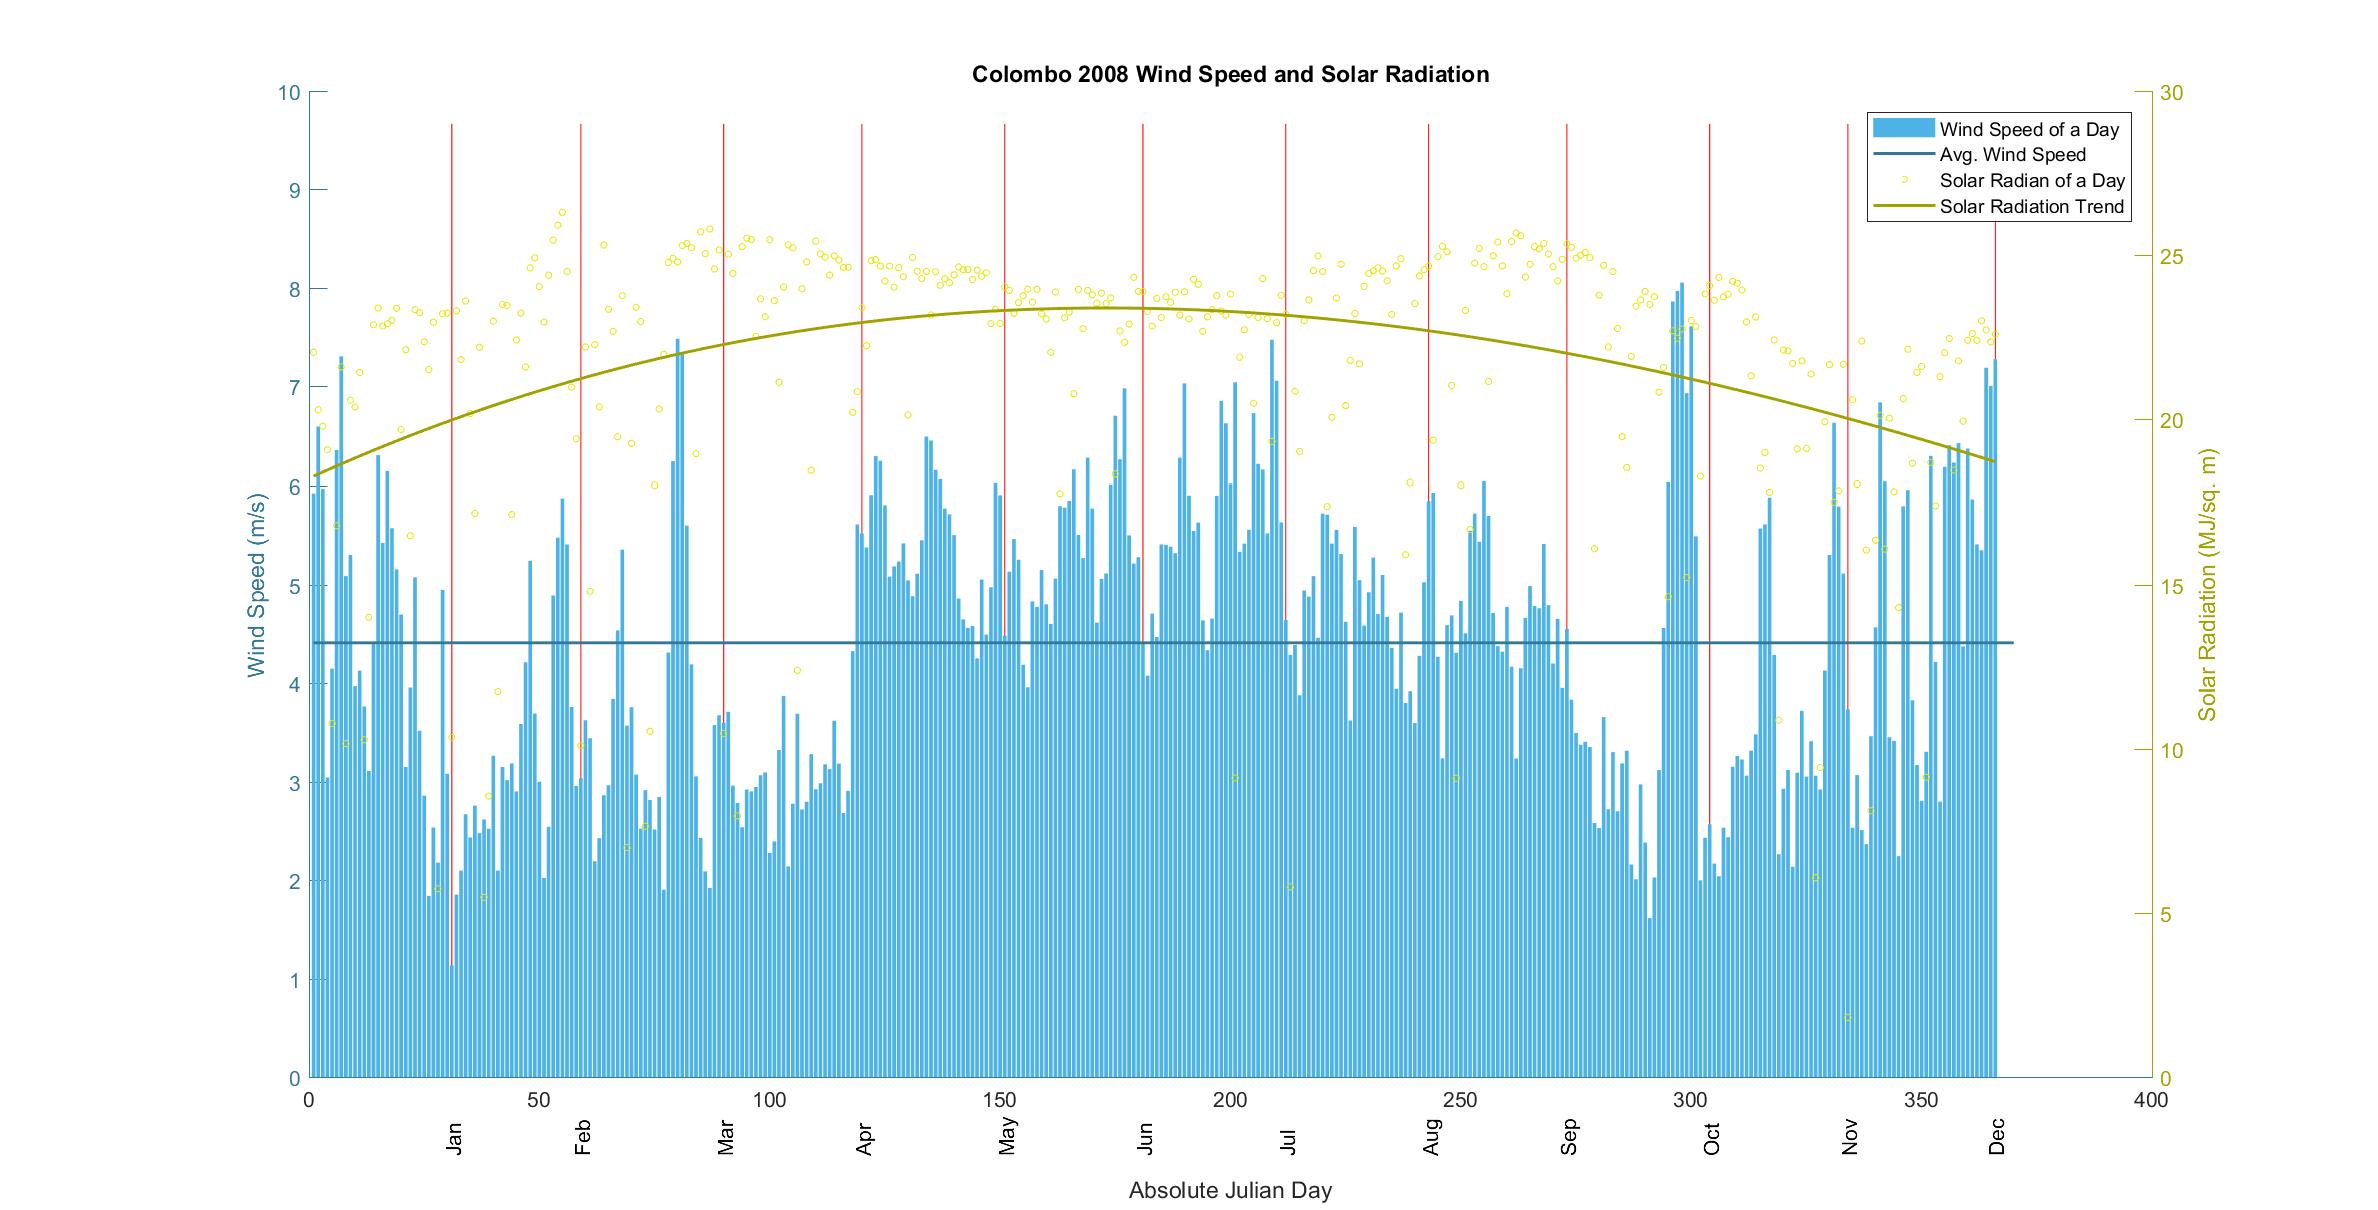 Colombo 2008 Wind Speed and Solar Radiation
10
9
8
7
6
5
4
3
2
1
0
Wind Speed (m/s)
Wind Speed of a Day
Avg. Wind Speed
Solar Radian of a Day
Solar Radiation Trend
30
25
20
15
10
5
0
Solar Radiation (MJ/sq. m)
0 50 100 150 200 250 300 350 400
Jan Feb Mar Apr May Jun Jul Aug Sep Oct Nov Dec
Absolute Julian Day